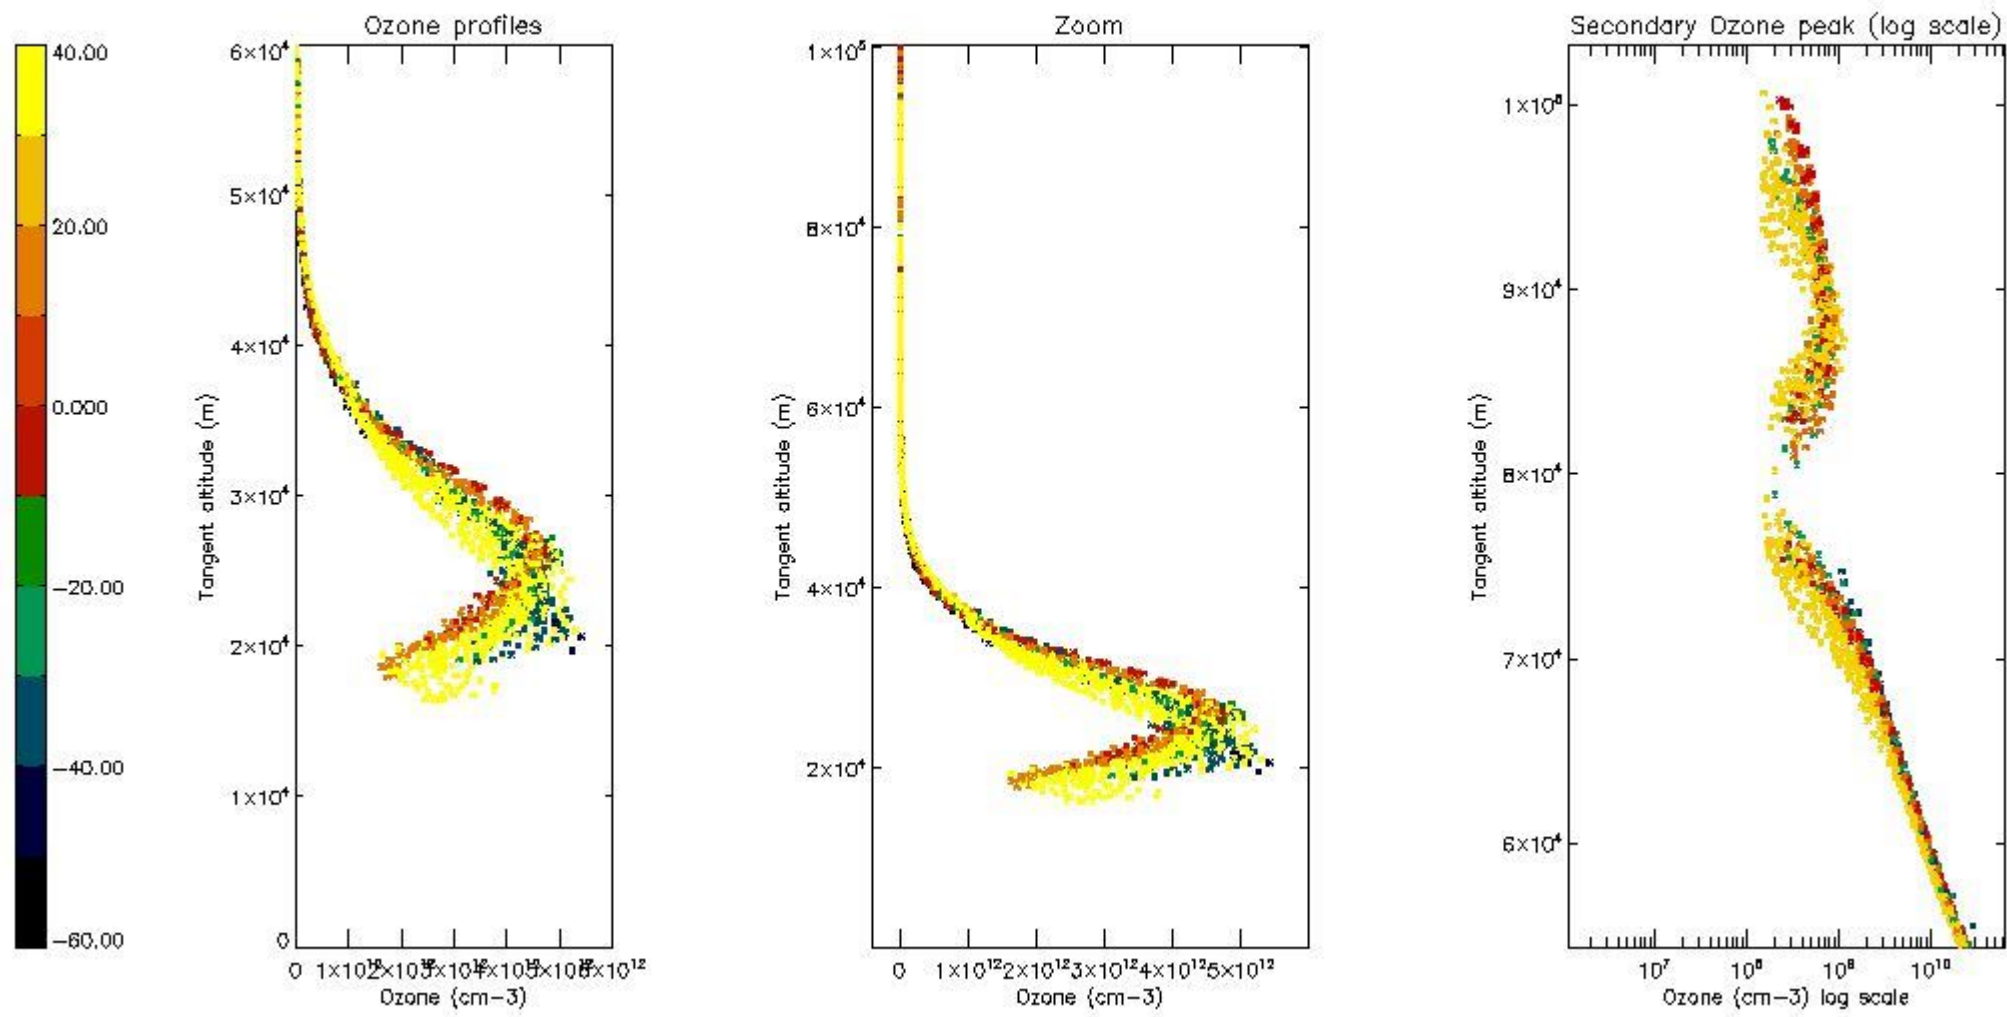 Ozone profiles
Zoom
Secondary Ozone peak (log scale)
40.00
20.00
0.000
−20.00
−40.00
−60.00
6×10⁴
5×10⁴
4×10⁴
3×10⁴
2×10⁴
1×10⁴
0
Tangent altitude (m)
0 1×10¹²
Ozone (cm−3)
1×10⁵
8×10⁴
6×10⁴
4×10⁴
2×10⁴
Tangent altitude (m)
0 1×10¹² 2×10¹² 3×10¹² 4×10¹² 5×10¹²
Ozone (cm−3)
9×10⁴
8×10⁴
7×10⁴
6×10⁴
Tangent altitude (m)
10⁷ 10⁸ 10⁹ 10¹⁰
Ozone (cm−3) log scale